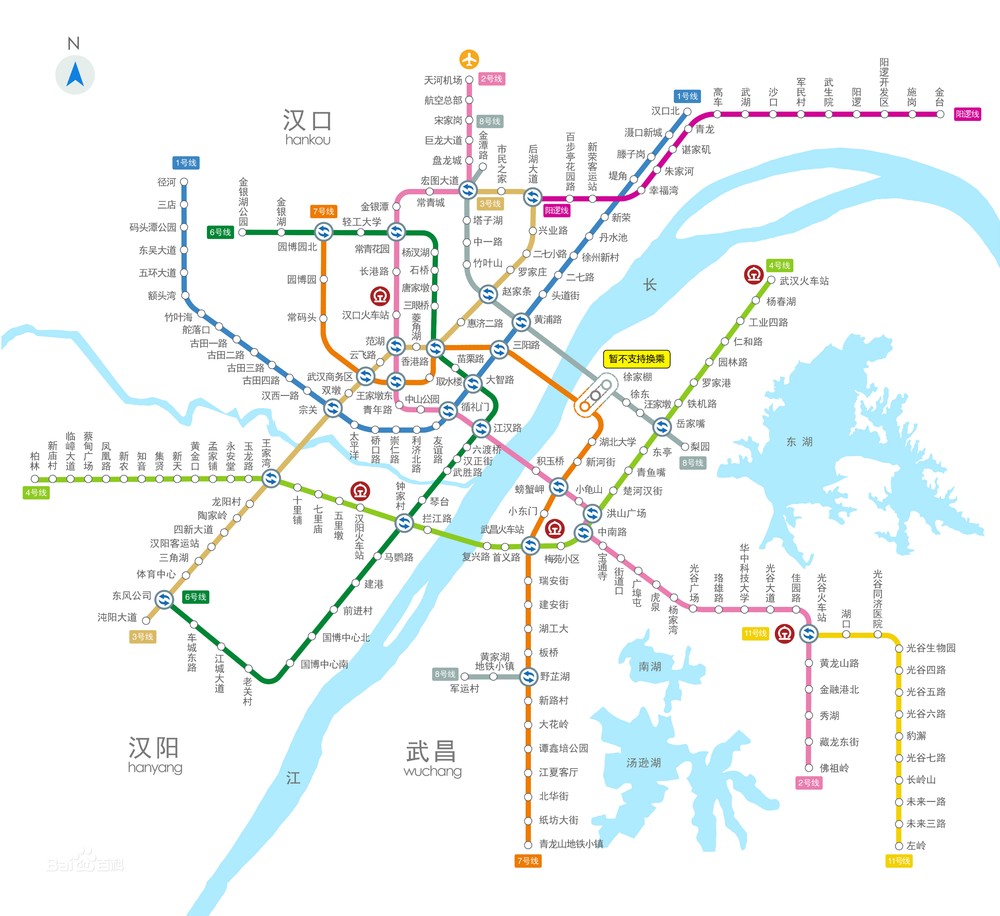 N
汉口
hankou
天河机场
2号线
航空总部
宋家岗
8号线
巨龙大道
金潭路
盘龙城
宏图大道
市民之家
后湖大道
常青城
3号线
阳逻线
百步亭花园路
新荣客运站
1号线
汉口北
滠口新城
滕子岗
堤角
青龙
谌家矶
朱家河
幸福湾
高车
武湖
沙口
军民村
武生院
阳逻
阳逻开发区
施岗
金台
阳逻线
1号线
径河
三店
码头潭公园
东吴大道
五环大道
额头湾
竹叶海
舵落口
古田一路
古田二路
古田三路
古田四路
汉西一路
宗关
太平洋
硚口路
崇仁路
利济北路
友谊路
循礼门
大智路
三阳路
黄浦路
头道街
二七路
徐州新村
丹水池
新荣
6号线
金银湖公园
金银湖
7号线
园博园北
轻工大学
金银潭
常青花园
杨汊湖
石桥
唐家墩
三眼桥
园博园
常码头
长港路
汉口火车站
范湖
菱角湖
云飞路
香港路
武汉商务区
双墩
王家墩东
取水楼
苗栗路
青年路
中山公园
塔子湖
中一路
竹叶山
兴业路
二七小路
罗家庄
赵家条
惠济二路
长
暂不支持换乘
徐家棚
徐东
汪家墩
岳家嘴
梨园
8号线
4号线
武汉火车站
杨春湖
工业四路
仁和路
园林路
罗家港
铁机路
东亭
青鱼嘴
楚河汉街
洪山广场
中南路
东湖
江汉路
六渡桥
汉正街
武胜路
琴台
积玉桥
螃蟹岬
小龟山
湖北大学
新河街
小东门
武昌火车站
4号线
柏林
新庙村
临嶂大道
蔡甸广场
凤凰路
新农
知音
集贤
新天
黄金口
孟家铺
永安堂
玉龙路
王家湾
十里铺
七里庙
五里墩
汉阳火车站
钟家村
拦江路
复兴路
首义路
梅苑小区
龙阳村
陶家岭
四新大道
汉阳客运站
三角湖
体育中心
东风公司
沌阳大道
3号线
6号线
车城东路
江城大道
老关村
国博中心南
国博中心北
前进村
建港
马鹦路
宝通寺
街道口
广埠屯
虎泉
杨家湾
光谷广场
珞雄路
华中科技大学
光谷大道
佳园路
光谷火车站
11号线
湖口
光谷同济医院
光谷生物园
光谷四路
光谷五路
光谷六路
豹澥
光谷七路
长岭山
未来一路
未来三路
左岭
11号线
黄龙山路
金融港北
秀湖
藏龙东街
佛祖岭
2号线
瑞安街
建安街
湖工大
板桥
野芷湖
新路村
大花岭
谭鑫培公园
江夏客厅
北华街
纸坊大街
青龙山地铁小镇
7号线
8号线
军运村
黄家湖
地铁小镇
南湖
汤逊湖
汉阳
hanyang
武昌
wuchang
江
Bai百科